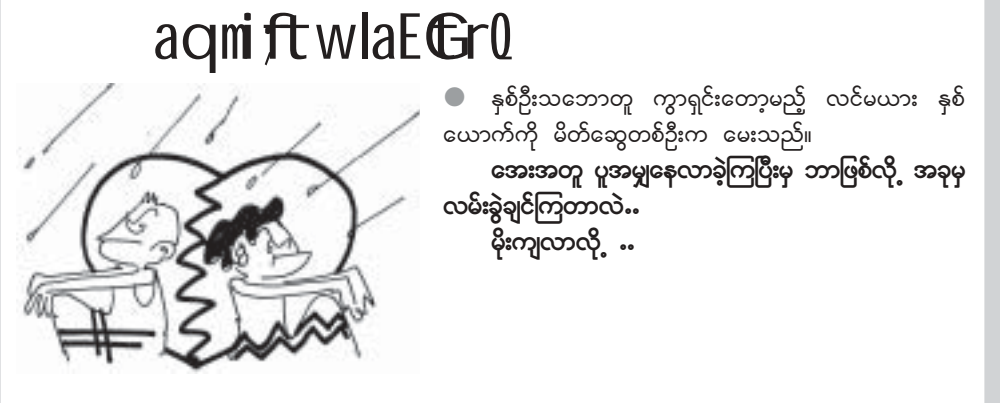 aqmif;wlaEGrQ
● နှစ်ဦးသဘောတူ ကွာရှင်းတော့မည့် လင်မယား နှစ်
ယောက်ကို မိတ်ဆွေတစ်ဦးက မေးသည်။
အေးအတူ ပူအမျှနေလာခဲ့ကြပြီးမှ ဘာဖြစ်လို့ အခုမှ
လမ်းခွဲချင်ကြတာလဲ..
မိုးကျလာလို့ ..